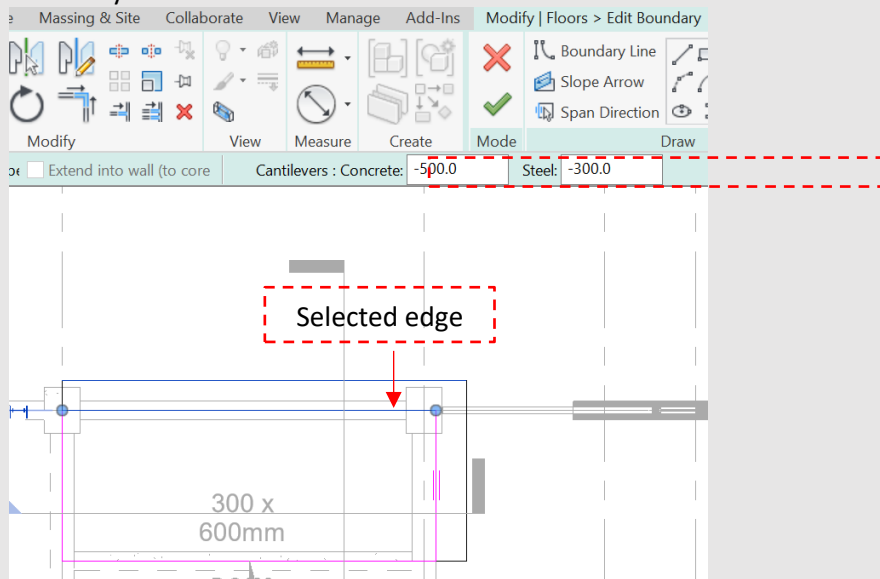 Massing & Site Collaborate View Manage Add-Ins Modify | Floors > Edit Boundary
Boundary Line
Slope Arrow
Span Direction
Modify View Measure Create Mode Draw
Extend into wall (to core Cantilevers : Concrete: -500.0 Steel: -300.0
Selected edge
300 x
600mm